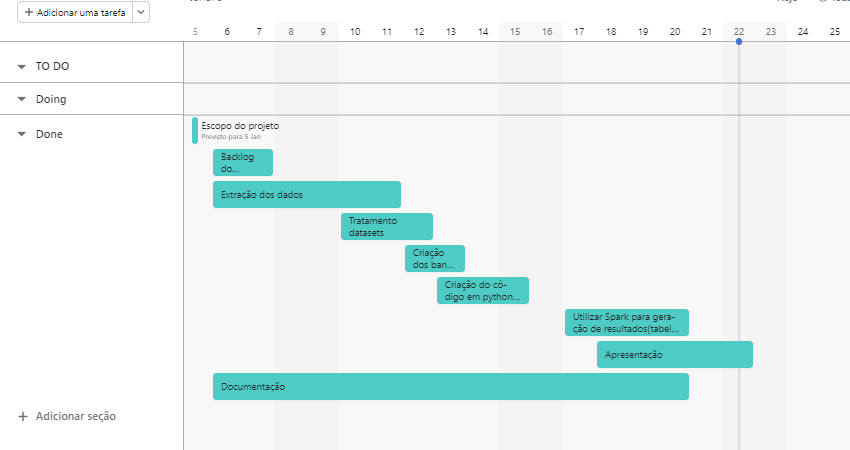 + Adicionar uma tarefa
5 6 7 8 9 10 11 12 13 14 15 16 17 18 19 20 21 22 23 24 25
TO DO
Doing
Done
Escopo do projeto
Previsto para 5 Jan
Backlog
do...
Extração dos dados
Tratamento
datasets
Criação
dos ban...
Criação do có-
digo em python...
Utilizar Spark para gera-
ção de resultados(tabel...
Apresentação
Documentação
+ Adicionar seção